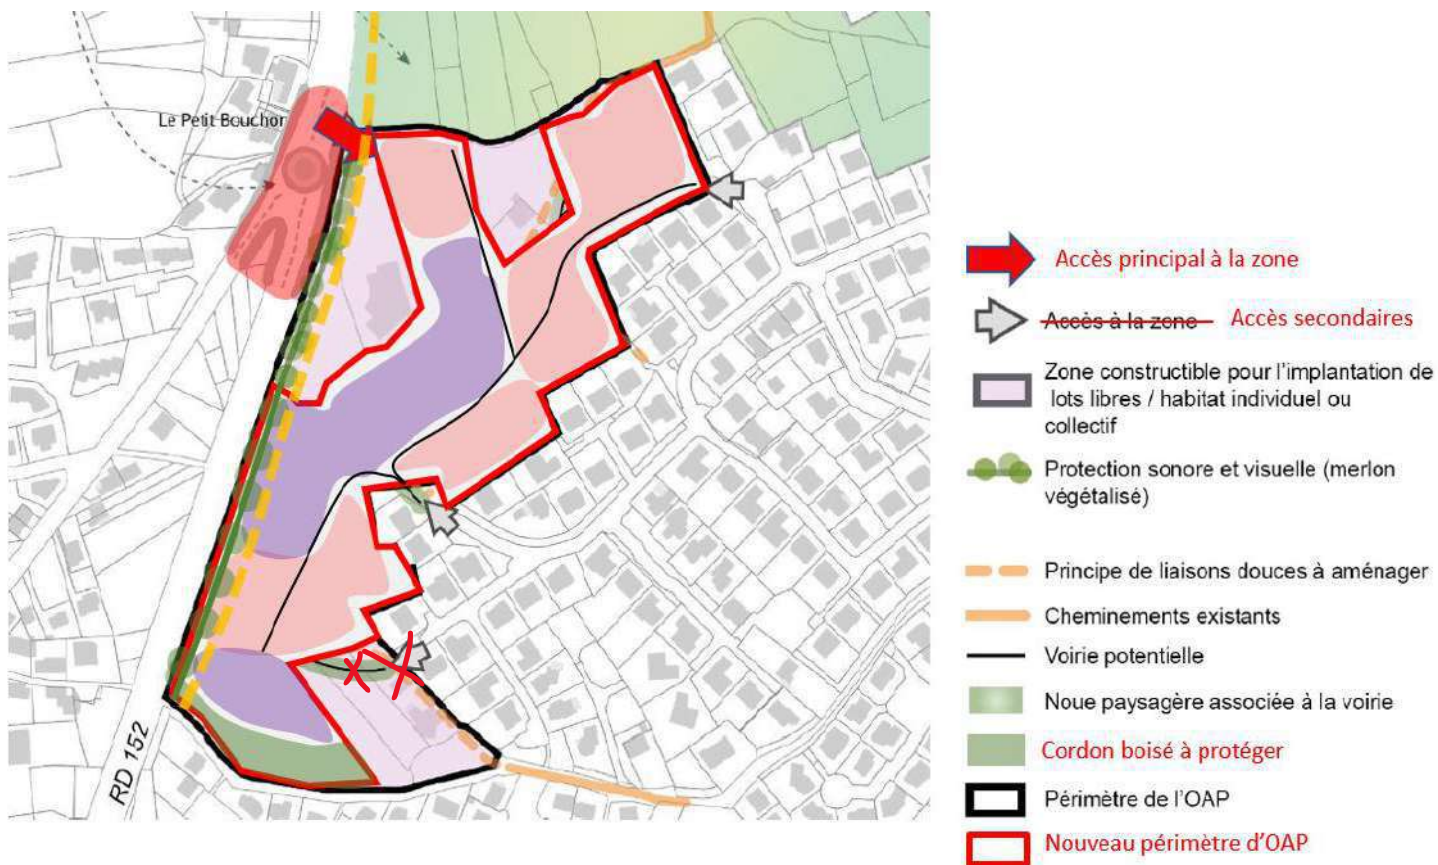 Le Petit Bouchor
RD 152
Accès principal à la zone
Accès à la zone Accès secondaires
Zone constructible pour l'implantation de
lots libres / habitat individuel ou
collectif
Protection sonore et visuelle (merlon
végétalisé)
Principe de liaisons douces à aménager
Cheminements existants
Voirie potentielle
Noue paysagère associée à la voirie
Cordon boisé à protéger
Périmètre de l'OAP
Nouveau périmètre d'OAP